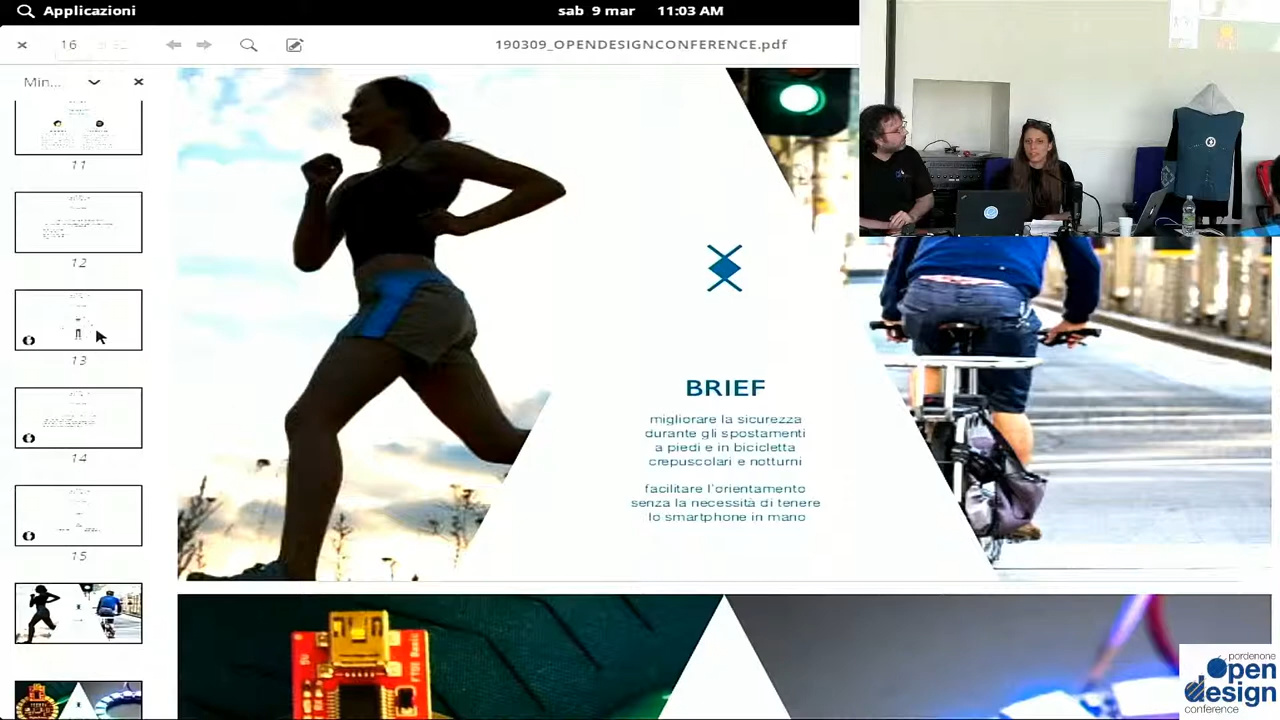 Applicazioni
sab 9 mar 11:03 AM
16
190309_OPENDESIGNCONFERENCE.pdf
Min...
11
12
13
14
15
BRIEF
migliorare la sicurezza
durante gli spostamenti
a piedi e in bicicletta
crepuscolari e notturni
facilitare l'orientamento
senza la necessità di tenere
lo smartphone in mano
pordenone
open
design
conference